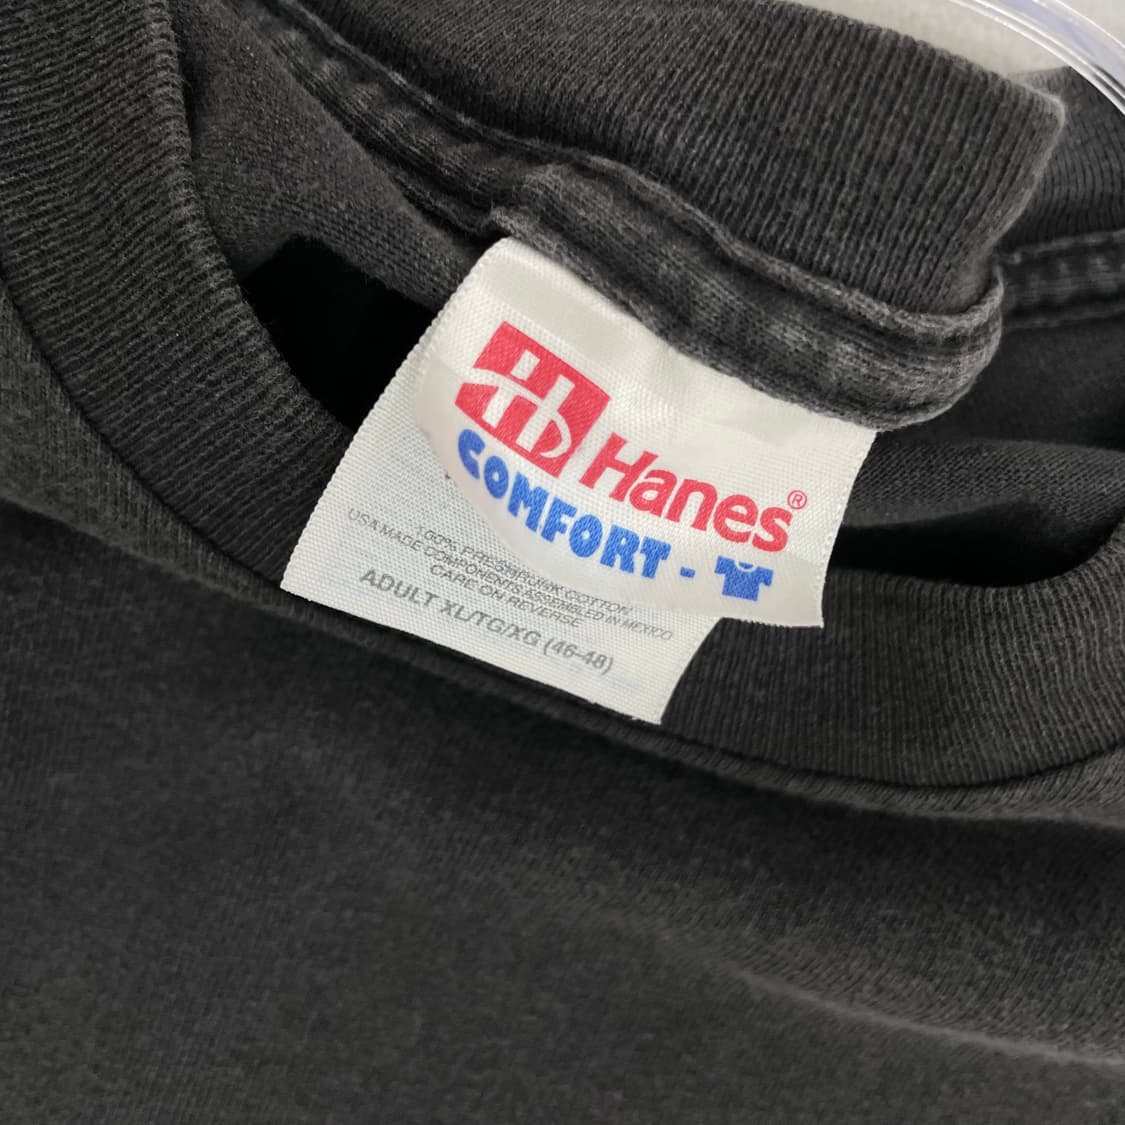 Hanes®
COMFORT-
100% PRESHRUNK COTTON
USA MADE COMPONENTS ASSEMBLED IN MEXICO
CARE ON REVERSE
ADULT XL/TG/XG (46-48)